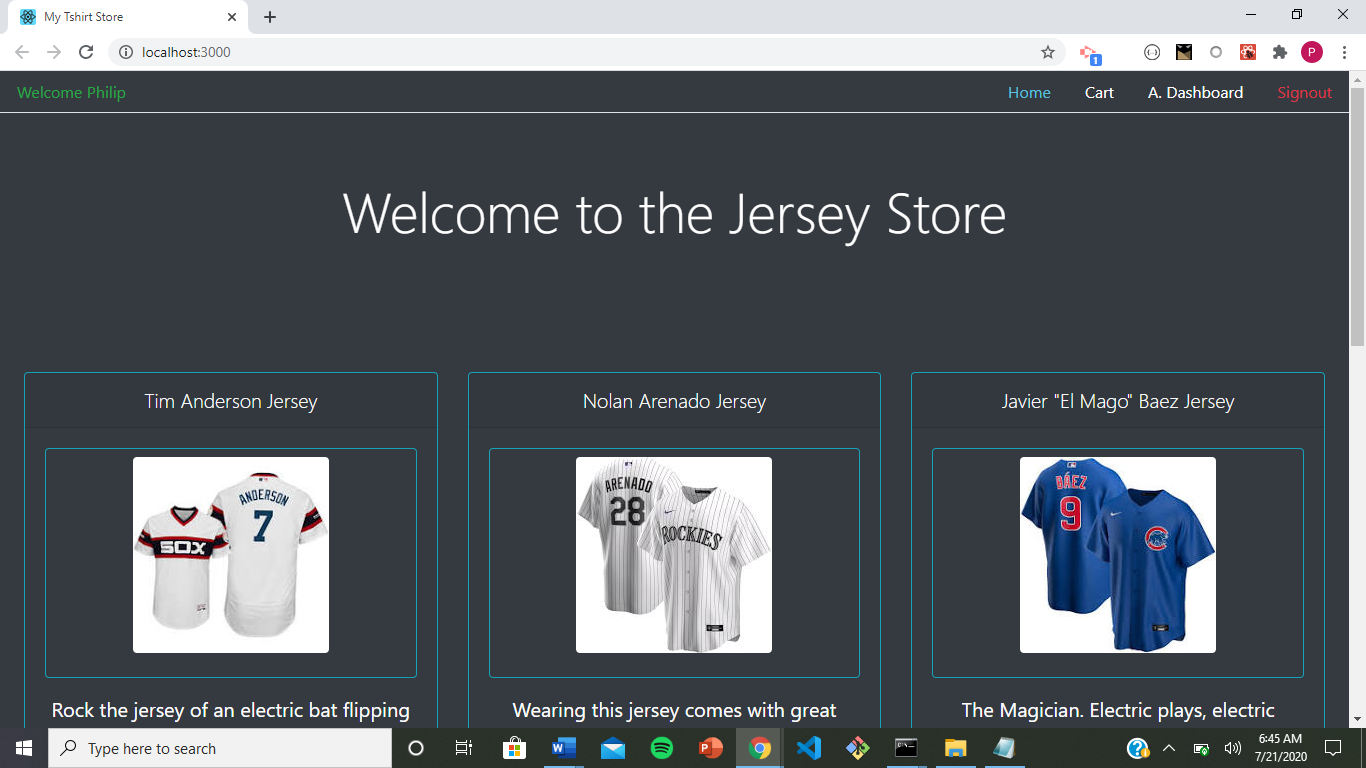 My Tshirt Store
localhost:3000
P
1
Welcome Philip
Home Cart A. Dashboard Signout
Welcome to the Jersey Store
Tim Anderson Jersey
Nolan Arenado Jersey
Javier "El Mago" Baez Jersey
ANDERSON
7
SOX
ARENADO
28
ROCKIES
BÁEZ
9
C
Rock the jersey of an electric bat flipping
Wearing this jersey comes with great
The Magician. Electric plays, electric
Type here to search
6:45 AM
7/21/2020